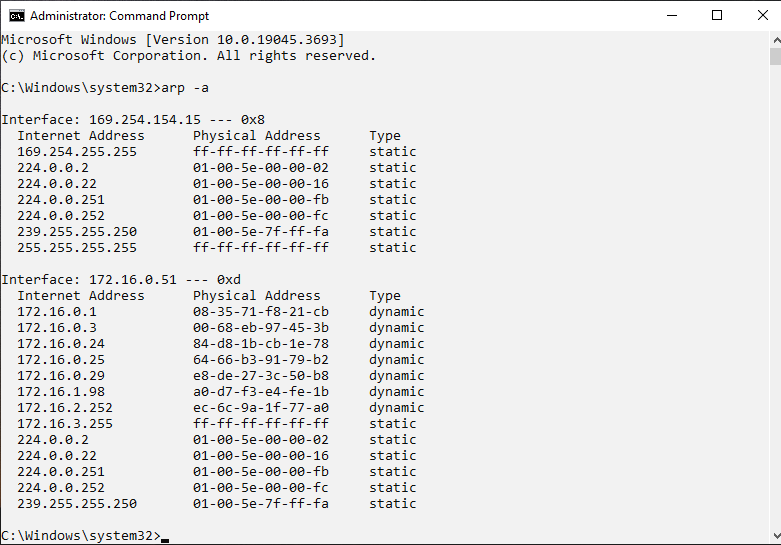 Administrator: Command Prompt
Microsoft Windows [Version 10.0.19045.3693]
(c) Microsoft Corporation. All rights reserved.
C:\Windows\system32>arp -a
Interface: 169.254.154.15 --- 0x8
Internet Address Physical Address Type
169.254.255.255 ff-ff-ff-ff-ff-ff static
224.0.0.2 01-00-5e-00-00-02 static
224.0.0.22 01-00-5e-00-00-16 static
224.0.0.251 01-00-5e-00-00-fb static
224.0.0.252 01-00-5e-00-00-fc static
239.255.255.250 01-00-5e-7f-ff-fa static
255.255.255.255 ff-ff-ff-ff-ff-ff static
Interface: 172.16.0.51 --- 0xd
Internet Address Physical Address Type
172.16.0.1 08-35-71-f8-21-cb dynamic
172.16.0.3 00-68-eb-97-45-3b dynamic
172.16.0.24 84-d8-1b-cb-1e-78 dynamic
172.16.0.25 64-66-b3-91-79-b2 dynamic
172.16.0.29 e8-de-27-3c-50-b8 dynamic
172.16.1.98 a0-d7-f3-e4-fe-1b dynamic
172.16.2.252 ec-6c-9a-1f-77-a0 dynamic
172.16.3.255 ff-ff-ff-ff-ff-ff static
224.0.0.2 01-00-5e-00-00-02 static
224.0.0.22 01-00-5e-00-00-16 static
224.0.0.251 01-00-5e-00-00-fb static
224.0.0.252 01-00-5e-00-00-fc static
239.255.255.250 01-00-5e-7f-ff-fa static
C:\Windows\system32>